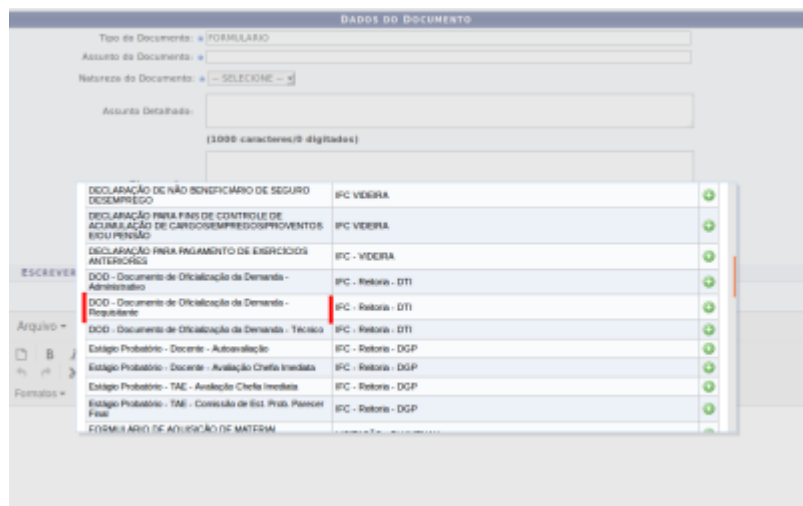 DADOS DO DOCUMENTO
Tipo do Documento: FORMULARIO
Assunto do Documento:
Natureza do Documento: -- SELECIONE --
Assunto Detalhado:
(1000 caracteres/0 digitados)
DECLARAÇÃO DE NÃO BENEFICIÁRIO DE SEGURO
DESEMPREGO
IFC VIDEIRA
DECLARAÇÃO PARA FINS DE CONTROLE DE
ACUMULAÇÃO DE CARGOS/EMPREGOS/PROVENTOS
E/OU PENSÃO
IFC VIDEIRA
DECLARAÇÃO PARA PAGAMENTO DE EXERCÍCIOS
ANTERIORES
IFC - VIDEIRA
ESCREVER
DOD - Documento de Oficialização da Demanda -
Administrativo
IFC - Reitoria - DTI
DOD - Documento de Oficialização da Demanda -
Requisitante
IFC - Reitoria - DTI
Arquivo
DOD - Documento de Oficialização da Demanda - Técnico IFC - Reitoria - DTI
B
Estágio Probatório - Docente - Autoavaliação IFC - Reitoria - DGP
Estágio Probatório - Docente - Avaliação Chefia Imediata IFC - Reitoria - DGP
Estágio Probatório - TAE - Avaliação Chefia Imediata IFC - Reitoria - DGP
Formatos
Estágio Probatório - TAE - Comissão de Est. Prob. Parecer
Final
IFC - Reitoria - DGP
FORMULÁRIO DE AQUISIÇÃO DE MATERIAL